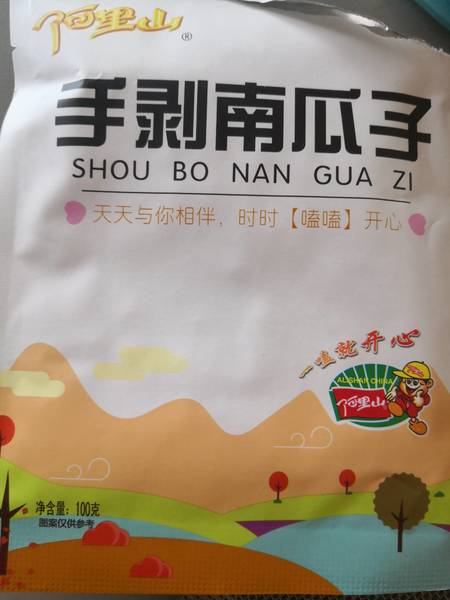 阿里山®
手剥南瓜子
SHOU BO NAN GUA ZI
天天与你相伴，时时【嗑嗑】开心
一嗑就开心
ALISHAN CHINA
阿里山
净含量：100克
图案仅供参考